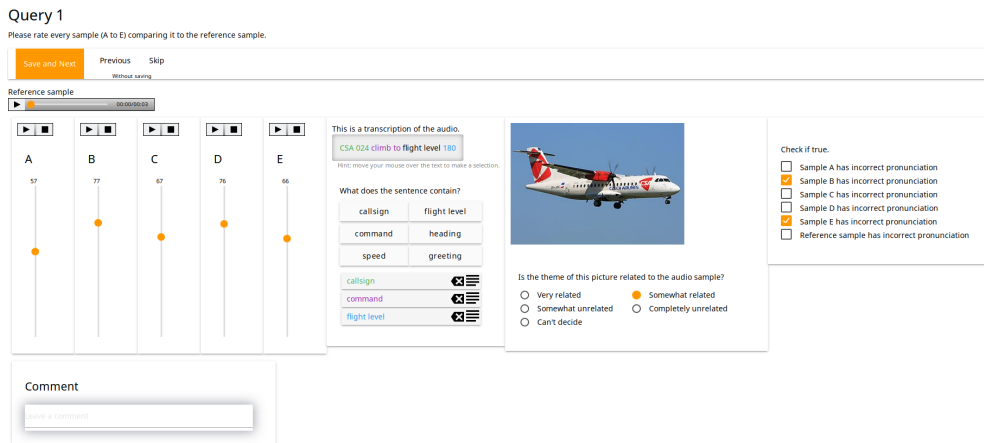 Query 1
Please rate every sample (A to E) comparing it to the reference sample.
Save and Next
Previous
Skip
Without saving
Reference sample
00:00/00:03
A
B
C
D
E
57
77
67
76
66
This is a transcription of the audio.
CSA 024 climb to flight level 180
Hint: move your mouse over the text to make a selection.
What does the sentence contain?
callsign
flight level
command
heading
speed
greeting
callsign
command
flight level
Is the theme of this picture related to the audio sample?
Very related
Somewhat related
Somewhat unrelated
Completely unrelated
Can't decide
Check if true.
Sample A has incorrect pronunciation
Sample B has incorrect pronunciation
Sample C has incorrect pronunciation
Sample D has incorrect pronunciation
Sample E has incorrect pronunciation
Reference sample has incorrect pronunciation
Comment
Leave a comment